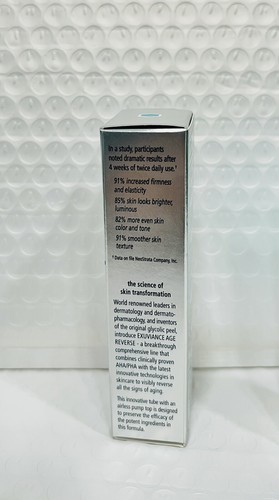 In a study, participants
noted dramatic results after
4 weeks of twice daily use.¹
91% increased firmness
and elasticity
85% skin looks brighter,
luminous
82% more even skin
color and tone
91% smoother skin
texture
¹ Data on file NeoStrata Company, Inc.
the science of
skin transformation
World renowned leaders in
dermatology and dermato-
pharmacology, and inventors
of the original glycolic peel,
introduce EXUVIANCE AGE
REVERSE - a breakthrough
comprehensive line that
combines clinically proven
AHA/PHA with the latest
innovative technologies in
skincare to visibly reverse
all the signs of aging.
This innovative tube with an
airless pump top is designed
to preserve the efficacy of
the potent ingredients in
this formula.